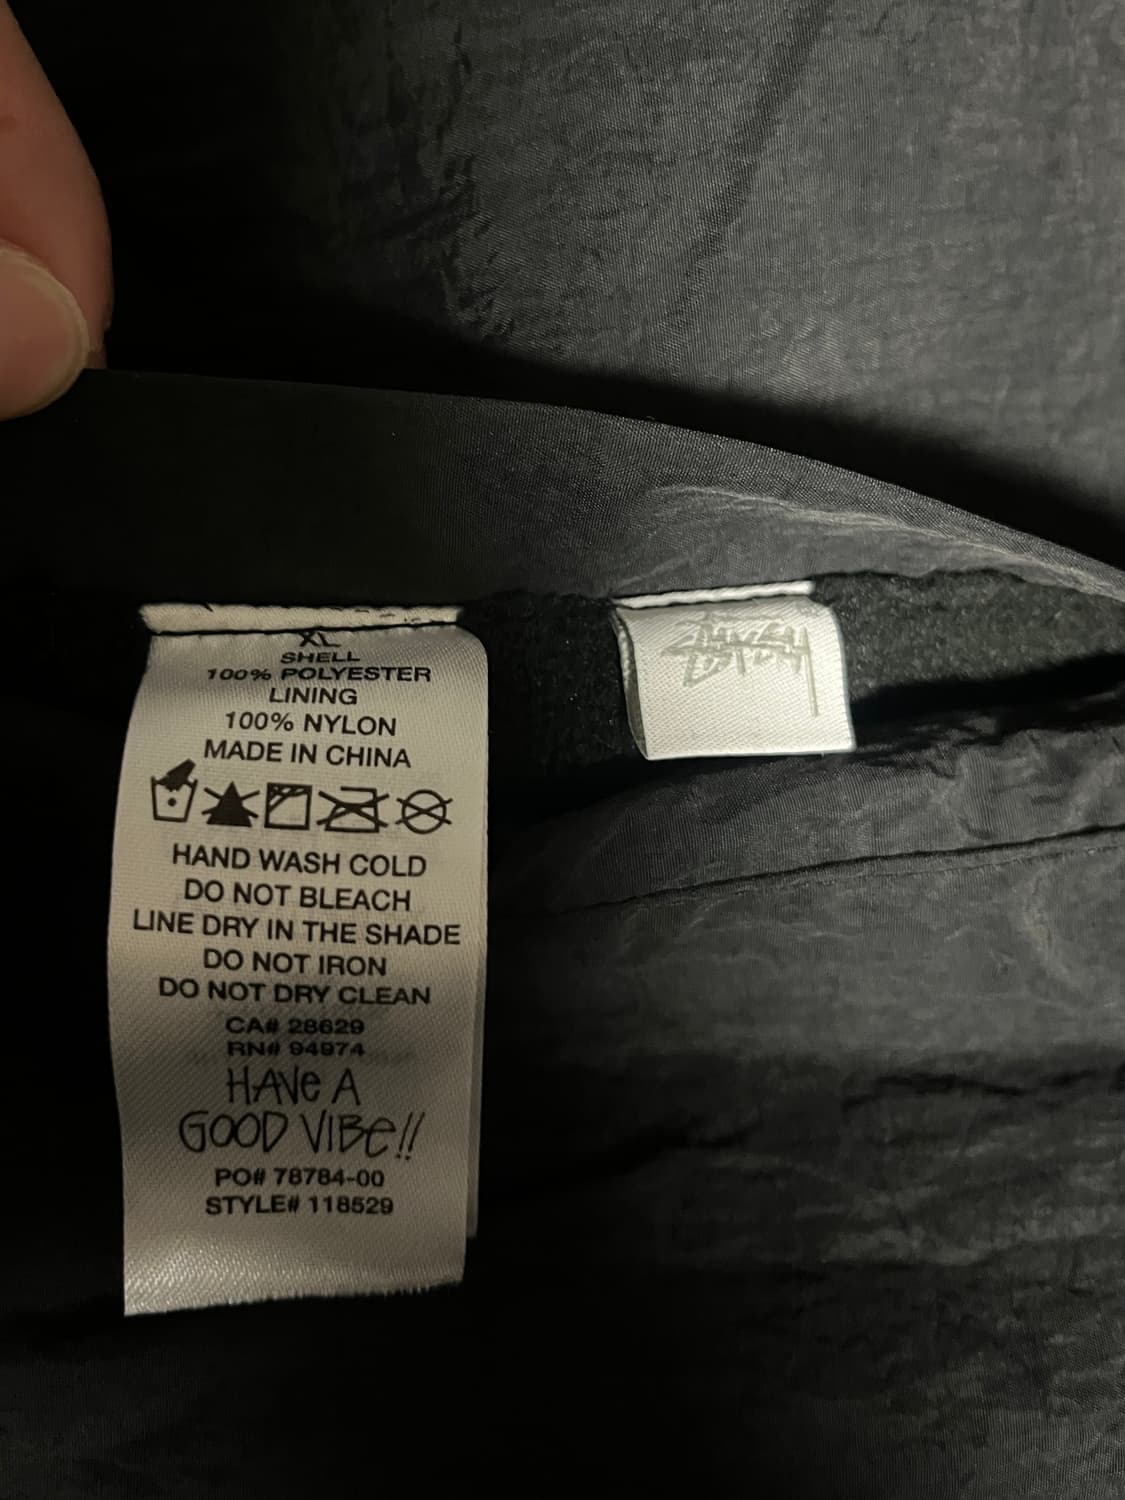 XL
SHELL
100% POLYESTER
LINING
100% NYLON
MADE IN CHINA
HAND WASH COLD
DO NOT BLEACH
LINE DRY IN THE SHADE
DO NOT IRON
DO NOT DRY CLEAN
CA# 28629
RN# 94974
HAVE A
GOOD VIBE!!
PO# 78784-00
STYLE# 118529
STÜSSY